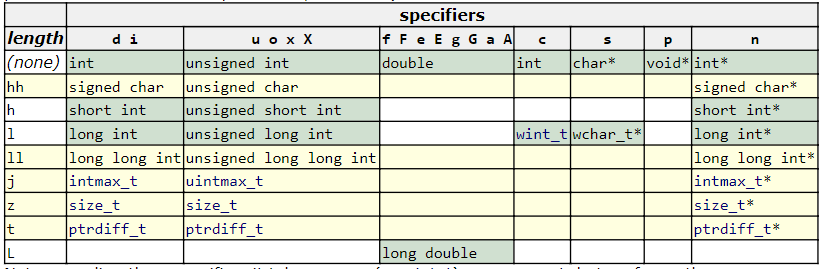 specifiers
length d i u o x X f F e E g G a A c s p n
(none) int unsigned int double int char* void* int*
hh signed char unsigned char signed char*
h short int unsigned short int short int*
l long int unsigned long int wint_t wchar_t* long int*
ll long long int unsigned long long int long long int*
j intmax_t uintmax_t intmax_t*
z size_t size_t size_t*
t ptrdiff_t ptrdiff_t ptrdiff_t*
L long double